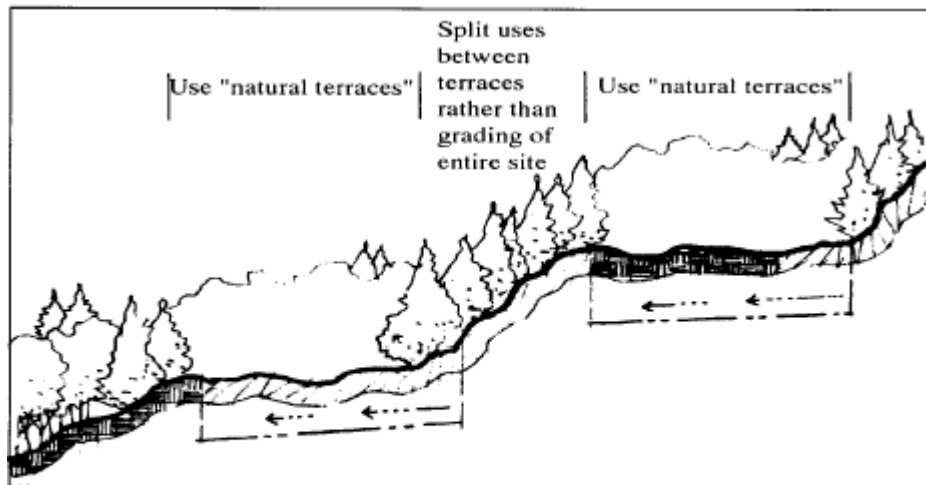 Use "natural terraces"
Split uses
between
terraces
rather than
grading of
entire site
Use "natural terraces"